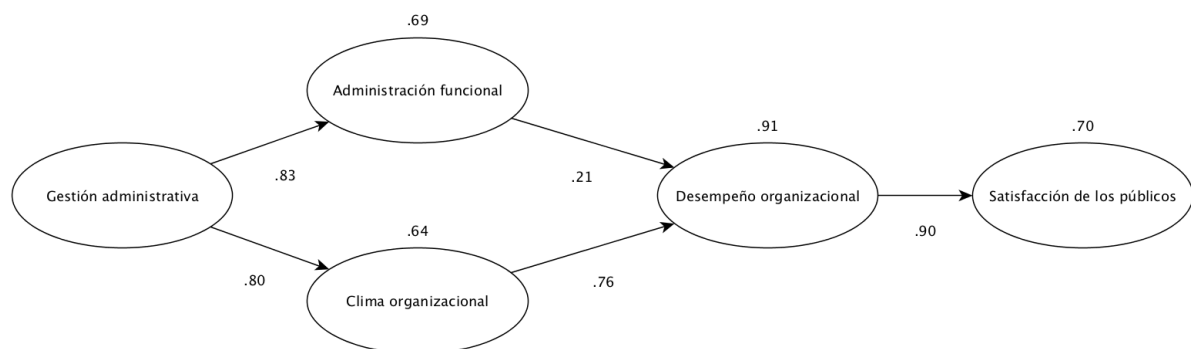 .69
Administración funcional
.91
.70
.83
.21
Gestión administrativa
Desempeño organizacional
Satisfacción de los públicos
.64
.90
.80
.76
Clima organizacional